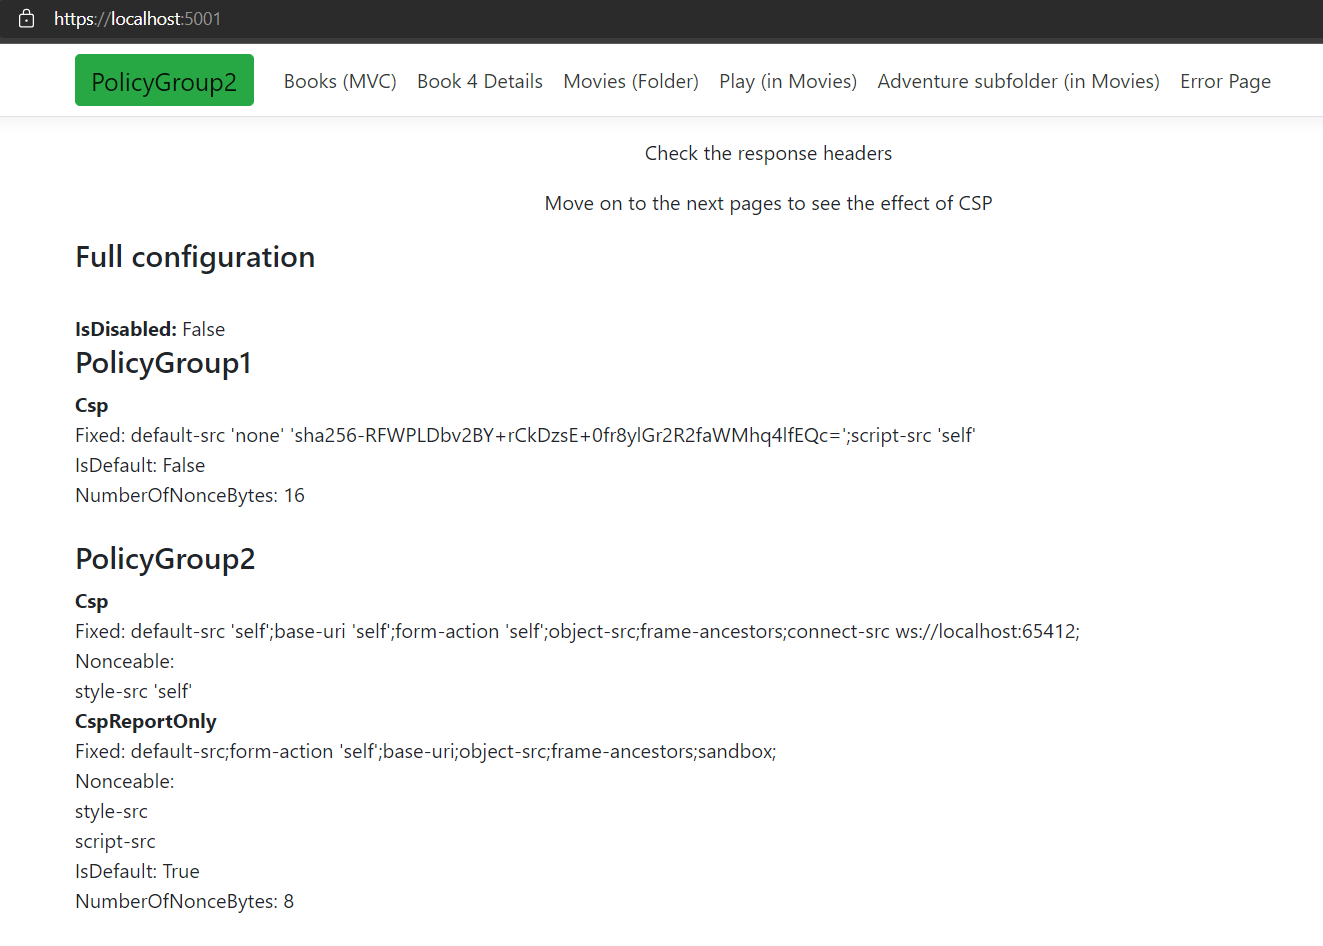 https://localhost:5001
PolicyGroup2 Books (MVC) Book 4 Details Movies (Folder) Play (in Movies) Adventure subfolder (in Movies) Error Page
Check the response headers
Move on to the next pages to see the effect of CSP
Full configuration
IsDisabled: False
PolicyGroup1
Csp
Fixed: default-src 'none' 'sha256-RFWPLDbv2BY+rCkDzsE+0fr8ylGr2R2faWMhq4lfEQc=';script-src 'self'
IsDefault: False
NumberOfNonceBytes: 16
PolicyGroup2
Csp
Fixed: default-src 'self';base-uri 'self';form-action 'self';object-src;frame-ancestors;connect-src ws://localhost:65412;
Nonceable:
style-src 'self'
CspReportOnly
Fixed: default-src;form-action 'self';base-uri;object-src;frame-ancestors;sandbox;
Nonceable:
style-src
script-src
IsDefault: True
NumberOfNonceBytes: 8